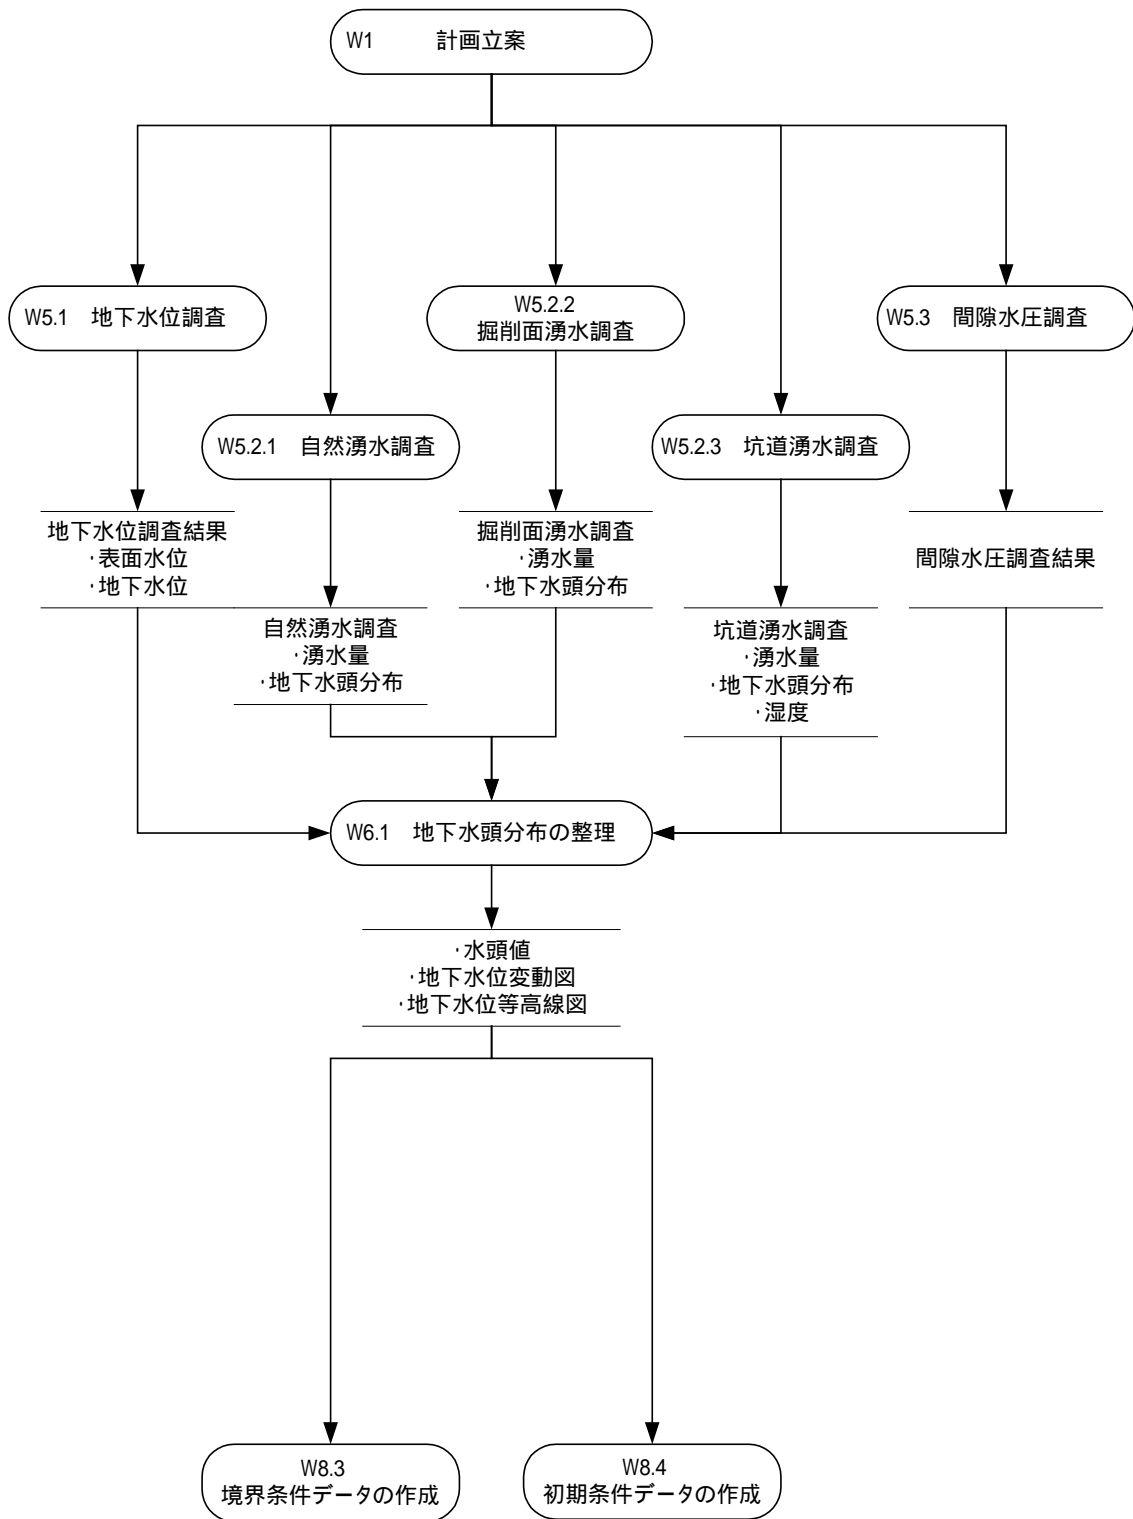 W1 計画立案
W5.1 地下水位調査
W5.2.2
掘削面湧水調査
W5.3 間隙水圧調査
W5.2.1 自然湧水調査
W5.2.3 坑道湧水調査
地下水位調査結果
・表面水位
・地下水位
掘削面湧水調査
・湧水量
・地下水頭分布
間隙水圧調査結果
自然湧水調査
・湧水量
・地下水頭分布
坑道湧水調査
・湧水量
・地下水頭分布
・湿度
W6.1 地下水頭分布の整理
・水頭値
・地下水位変動図
・地下水位等高線図
W8.3
境界条件データの作成
W8.4
初期条件データの作成